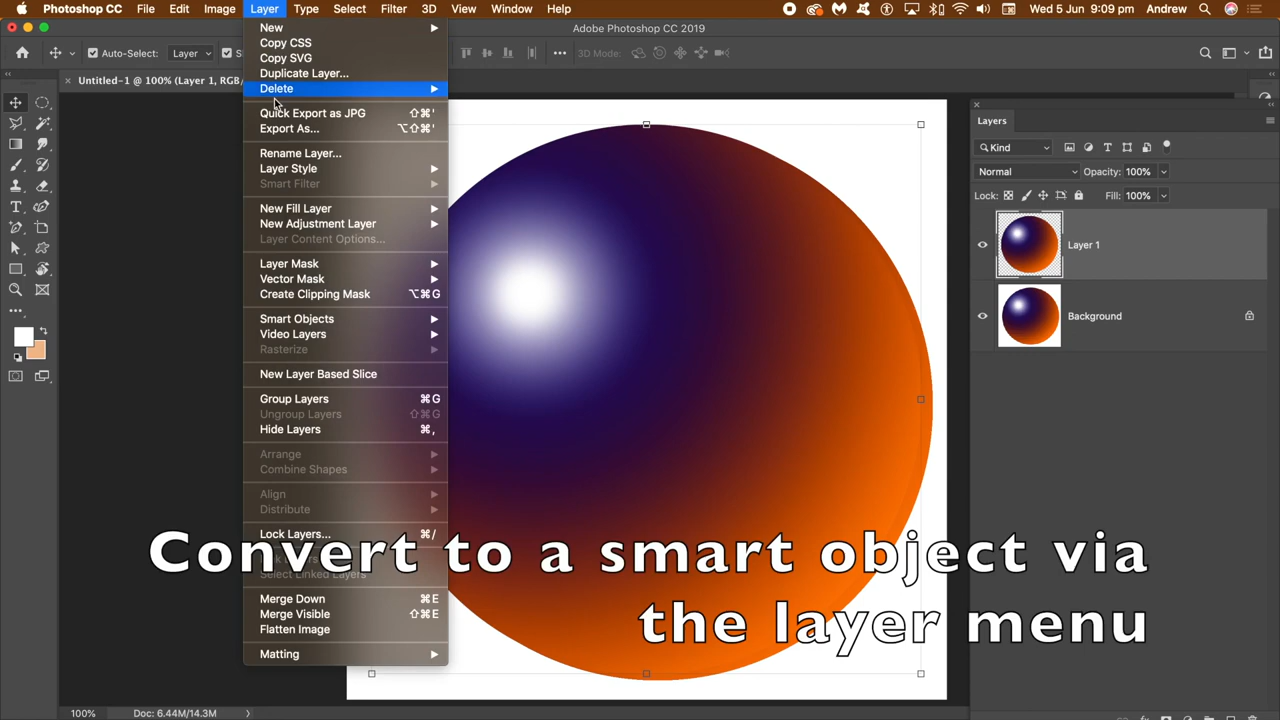 Photoshop CC File Edit Image Layer Type Select Filter 3D View Window Help Wed 5 Jun 9:09 pm Andrew
Adobe Photoshop CC 2019
Auto-Select: Layer 3D Mode:
Untitled-1 @ 100% (Layer 1, RGB/
New
Copy CSS
Copy SVG
Duplicate Layer...
Delete
Quick Export as JPG ⇧⌘'
Export As... ⌥⇧⌘'
Rename Layer...
Layer Style
Smart Filter
New Fill Layer
New Adjustment Layer
Layer Content Options...
Layer Mask
Vector Mask
Create Clipping Mask ⌥⌘G
Smart Objects
Video Layers
Rasterize
New Layer Based Slice
Group Layers ⌘G
Ungroup Layers ⇧⌘G
Hide Layers ⌘,
Arrange
Combine Shapes
Align
Distribute
Lock Layers... ⌘/
Select Linked Layers
Merge Down ⌘E
Merge Visible ⇧⌘E
Flatten Image
Matting
Layers
Kind
Normal Opacity: 100%
Lock: Fill: 100%
Layer 1
Background
Convert to a smart object via
the layer menu
100% Doc: 6.44M/14.3M